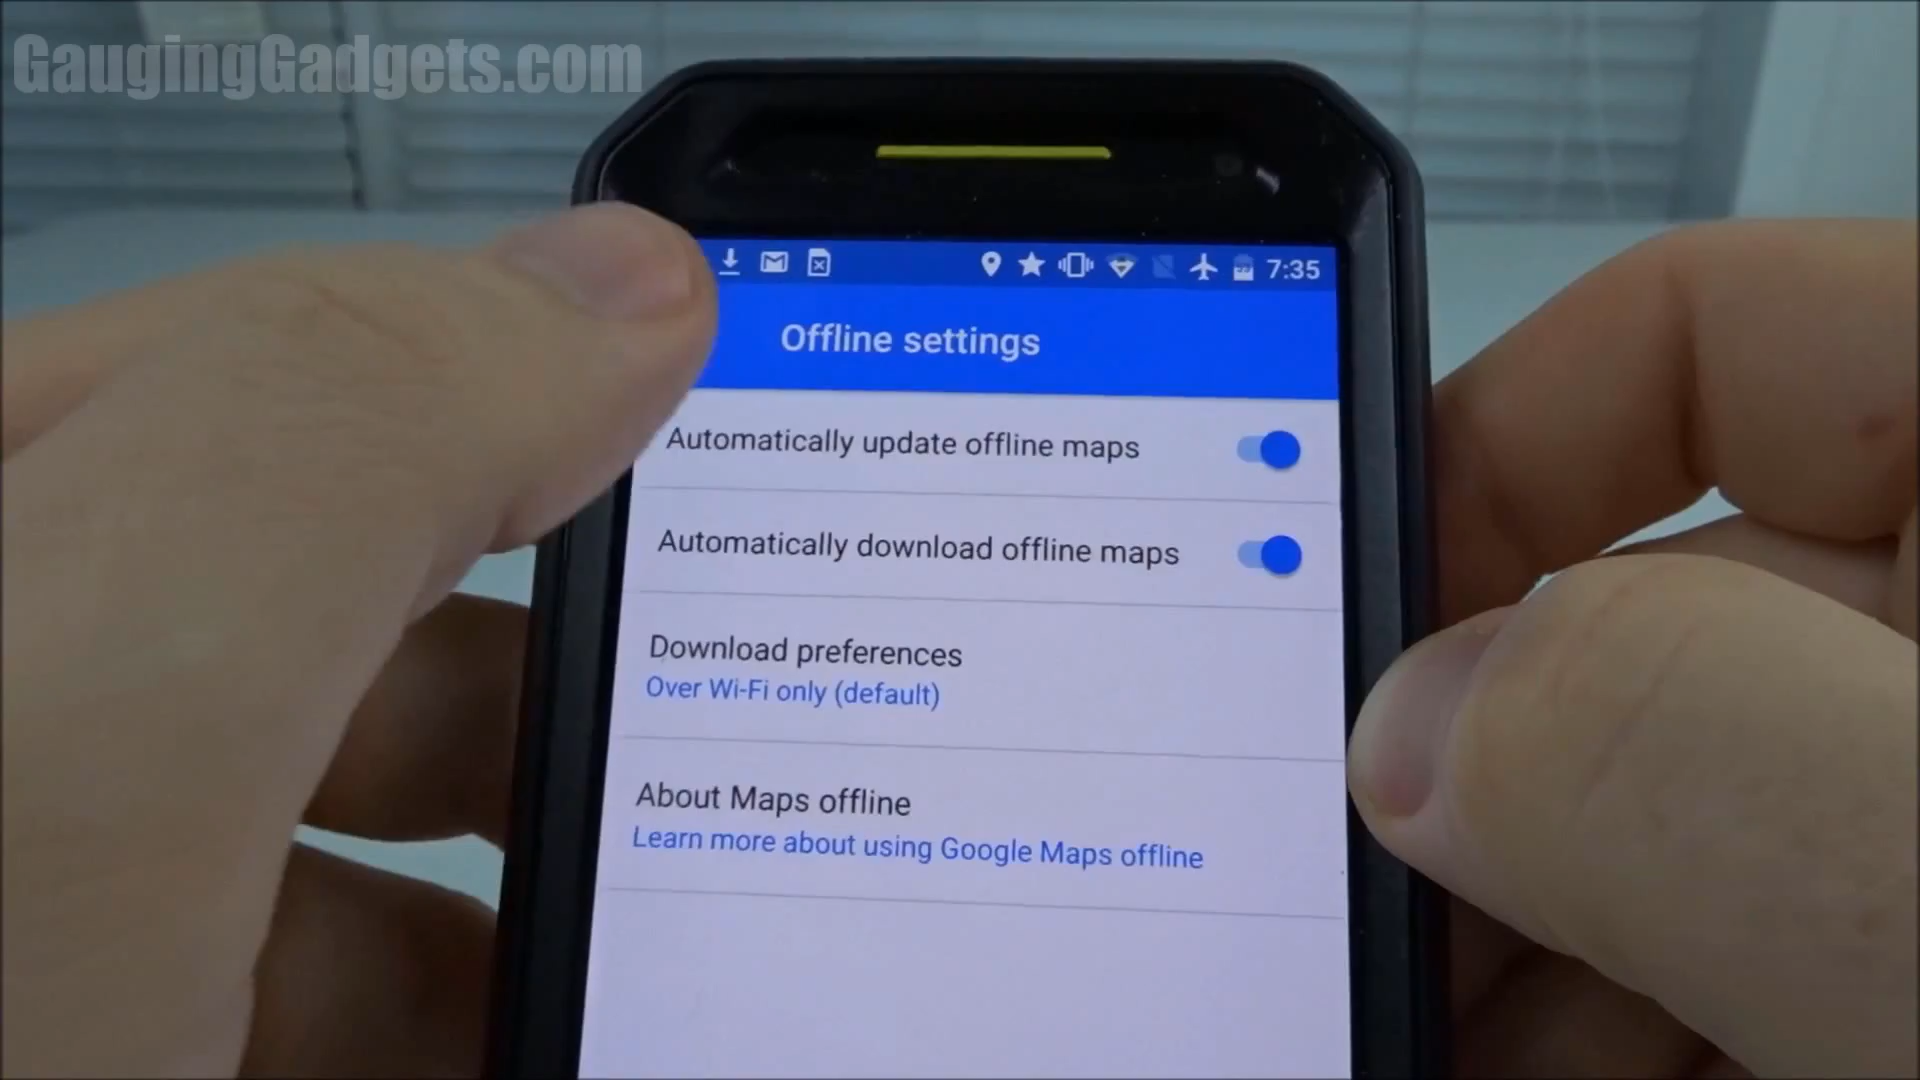 GaugingGadgets.com
7:35
Offline settings
Automatically update offline maps
Automatically download offline maps
Download preferences
Over Wi-Fi only (default)
About Maps offline
Learn more about using Google Maps offline